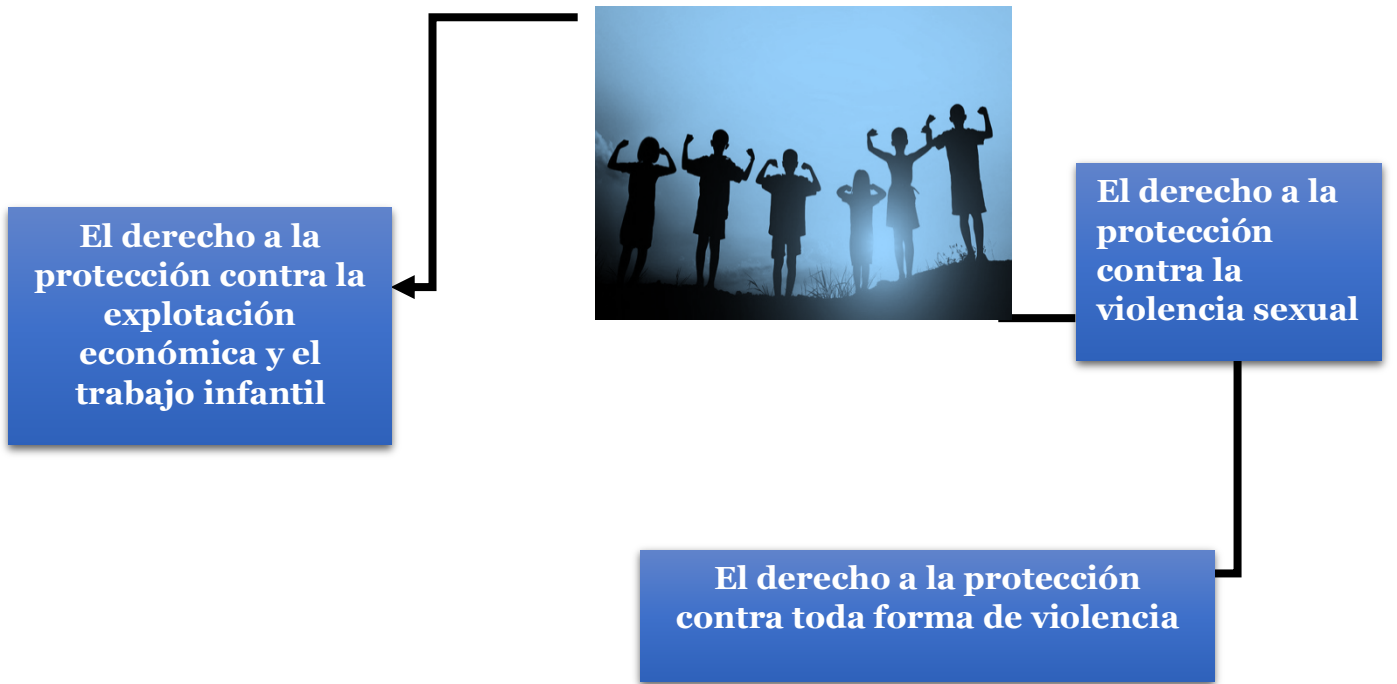 El derecho a la
protección contra la
explotación
económica y el
trabajo infantil
El derecho a la
protección
contra la
violencia sexual
El derecho a la protección
contra toda forma de violencia